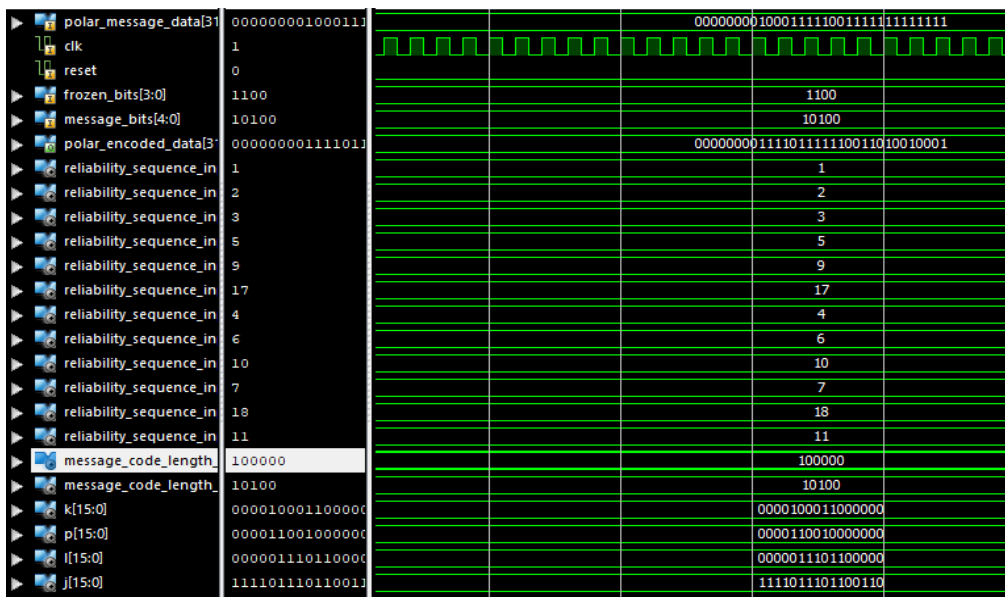 polar_message_data[31 000000001000111 00000000100011111001111111111111
clk 1
reset 0
frozen_bits[3:0] 1100 1100
message_bits[4:0] 10100 10100
polar_encoded_data[31 000000001111011 00000000111101111110011010010001
reliability_sequence_in 1 1
reliability_sequence_in 2 2
reliability_sequence_in 3 3
reliability_sequence_in 5 5
reliability_sequence_in 9 9
reliability_sequence_in 17 17
reliability_sequence_in 4 4
reliability_sequence_in 6 6
reliability_sequence_in 10 10
reliability_sequence_in 7 7
reliability_sequence_in 18 18
reliability_sequence_in 11 11
message_code_length_ 100000 100000
message_code_length_ 10100 10100
k[15:0] 000010001100000 0000100011000000
p[15:0] 000011001000000 0000110010000000
l[15:0] 000001110110000 0000011101100000
j[15:0] 111101110110011 1111011101100110